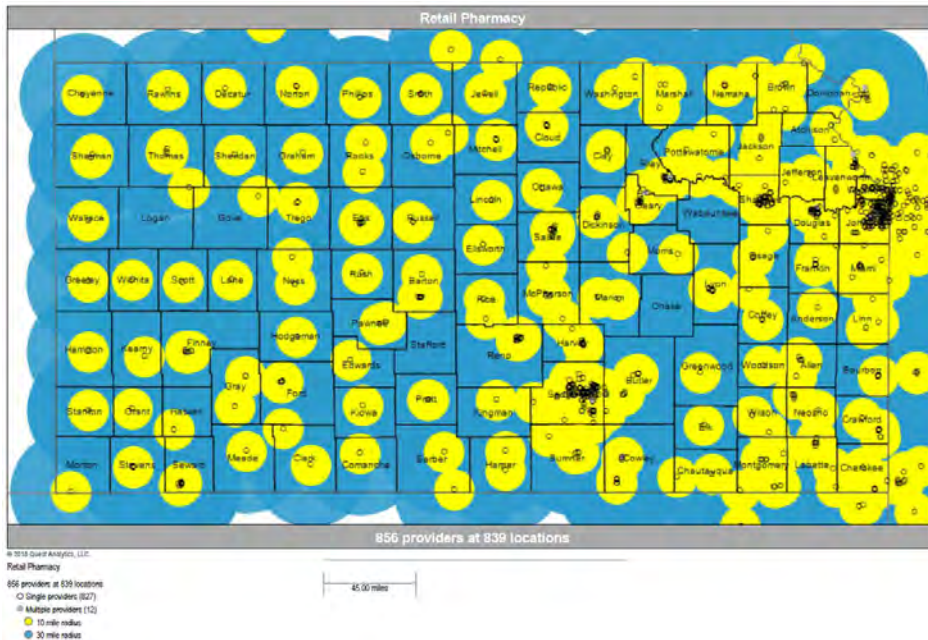 Retail Pharmacy
Cheyenne Rawlins Decatur Norton Phillips Smith Jewell Republic Washington Marshall Nemaha Brown Doniphan
Atchison
Sherman Thomas Sheridan Graham Rooks Osborne Mitchell Cloud Clay Riley Pottawatomie Jackson Jefferson Leavenworth
Wallace Logan Gove Trego Ellis Russell Lincoln Ottawa Saline Dickinson Geary Wabaunsee Douglas
Ellsworth Morris Osage Franklin Miami
Greeley Wichita Scott Lane Ness Rush Barton Rice McPherson Marion Chase Lyon Coffey Anderson Linn
Pawnee
Hamilton Kearny Finney Hodgeman Stafford Reno Harvey
Gray Ford Edwards Butler Greenwood Woodson Allen Bourbon
Stanton Grant Haskell Kiowa Pratt Kingman Elk Wilson Neosho Crawford
Morton Stevens Seward Meade Clark Comanche Barber Harper Sumner Cowley Chautauqua Montgomery Labette Cherokee
856 providers at 839 locations
© 2018 Quest Analytics, LLC.
Retail Pharmacy
856 providers at 839 locations
Single providers (827)
Multiple providers (12)
10 mile radius
30 mile radius
45.00 miles